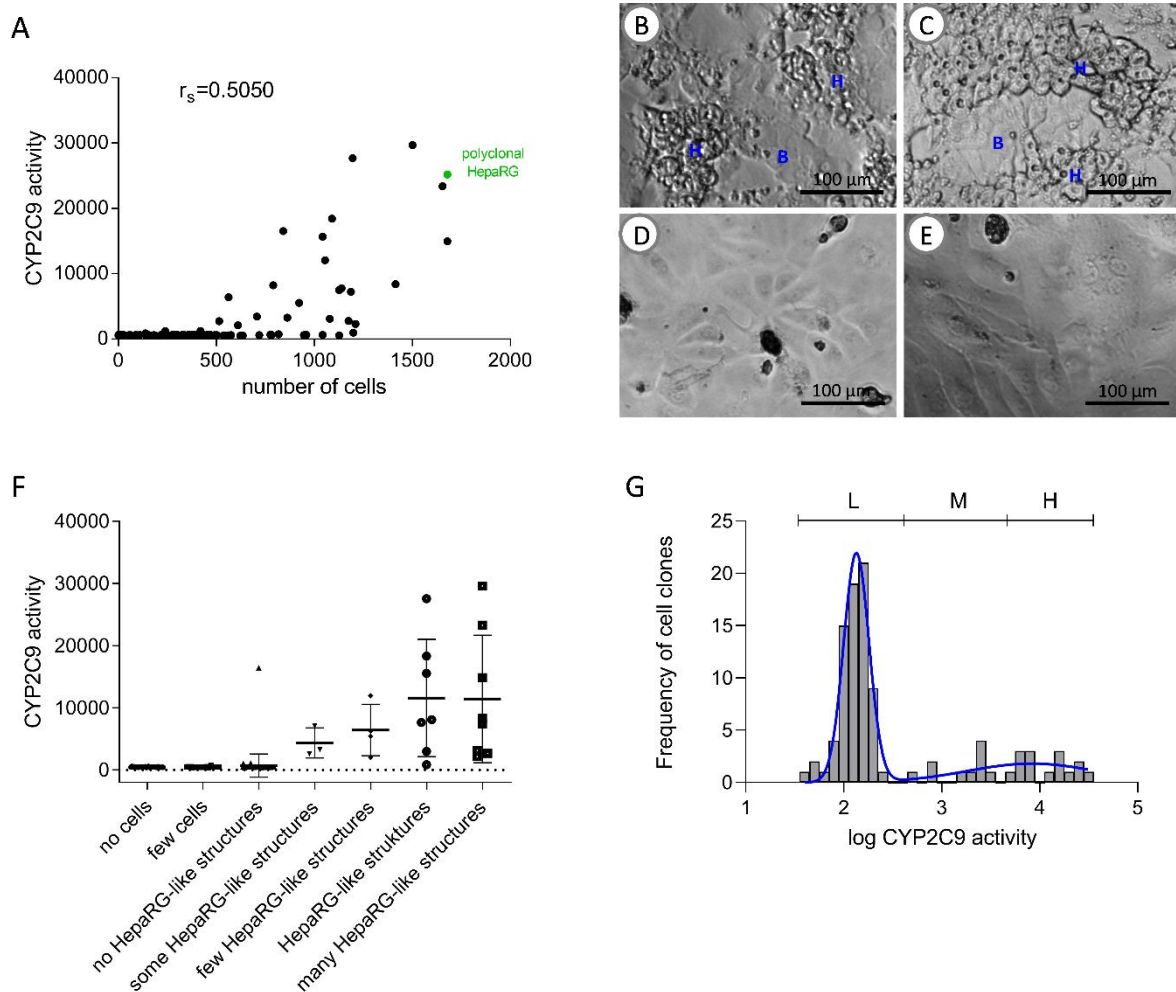 A
40000
30000
20000
10000
0
CYP2C9 activity
rs=0.5050
polyclonal
HepaRG
0
500
1000
1500
2000
number of cells
B
H
H
B
100 µm
C
H
B
H
100 µm
D
100 µm
E
100 µm
F
40000
30000
20000
10000
0
CYP2C9 activity
no cells
few cells
no HepaRG-like structures
some HepaRG-like structures
few HepaRG-like structures
HepaRG-like struktures
many HepaRG-like structures
G
L
M
H
25
20
15
10
5
0
Frequency of cell clones
1
2
3
4
5
log CYP2C9 activity